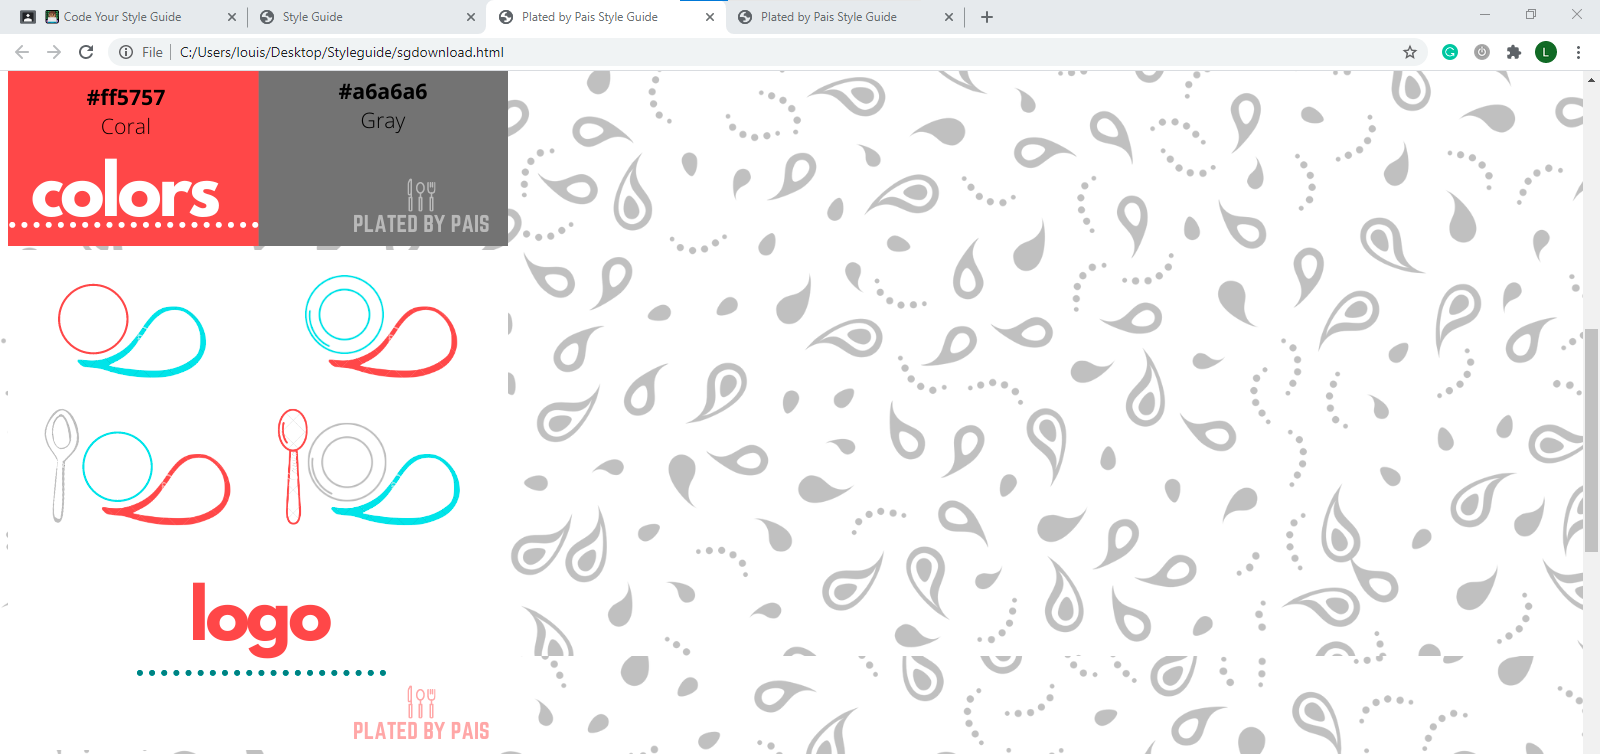 Code Your Style Guide
Style Guide
Plated by Pais Style Guide
Plated by Pais Style Guide
File
C:/Users/louis/Desktop/Styleguide/sgdownload.html
L
#ff5757
Coral
colors
#a6a6a6
Gray
PLATED BY PAIS
logo
PLATED BY PAIS